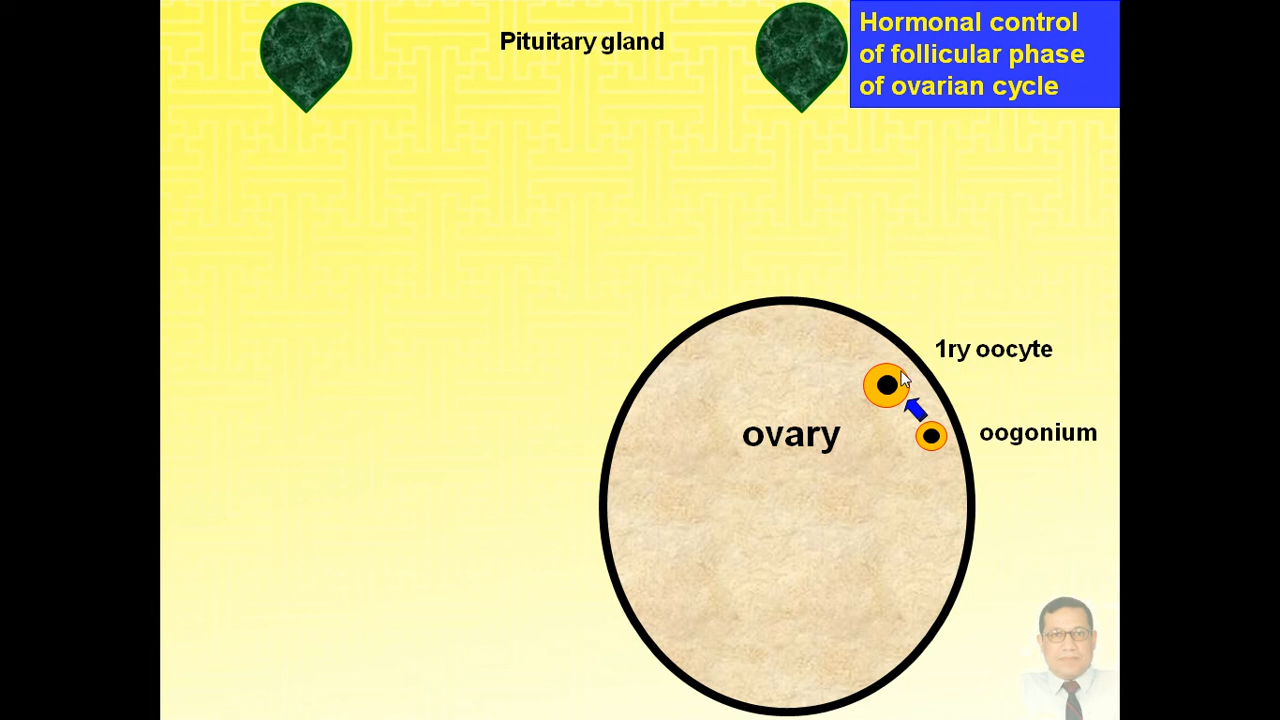 Pituitary gland
Hormonal control
of follicular phase
of ovarian cycle
1ry oocyte
ovary
oogonium